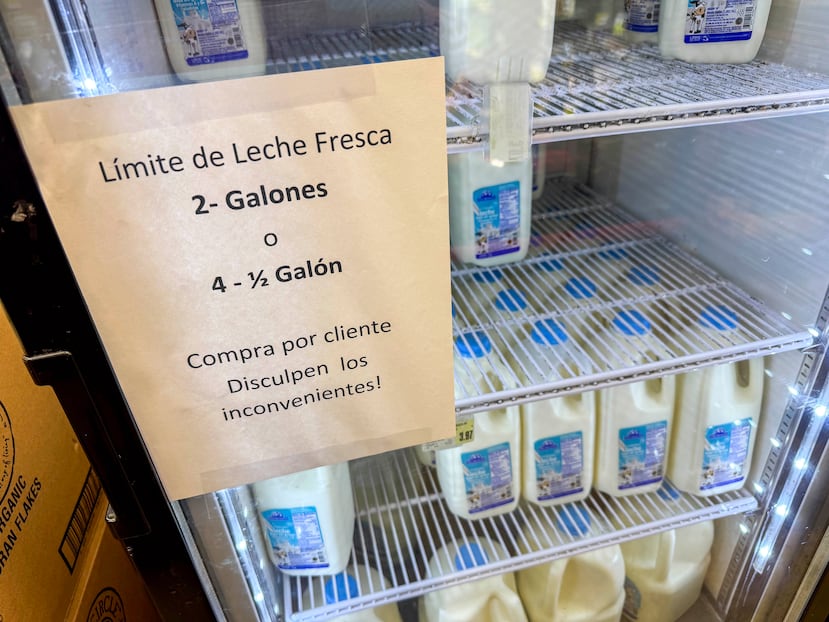 Límite de Leche Fresca
2- Galones
o
4 - ½ Galón
Compra por cliente
Disculpen los
inconvenientes!
3.97
ORGANIC
FLAKES
CIRCLE